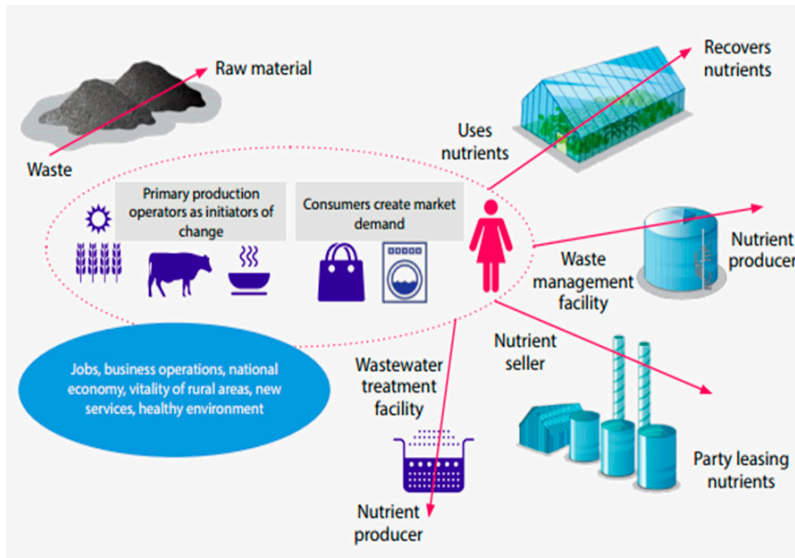 Raw material
Waste
Recovers
nutrients
Uses
nutrients
Primary production
operators as initiators of
change
Consumers create market
demand
Nutrient
producer
Waste
management
facility
Nutrient
seller
Party leasing
nutrients
Wastewater
treatment
facility
Nutrient
producer
Jobs, business operations, national
economy, vitality of rural areas, new
services, healthy environment